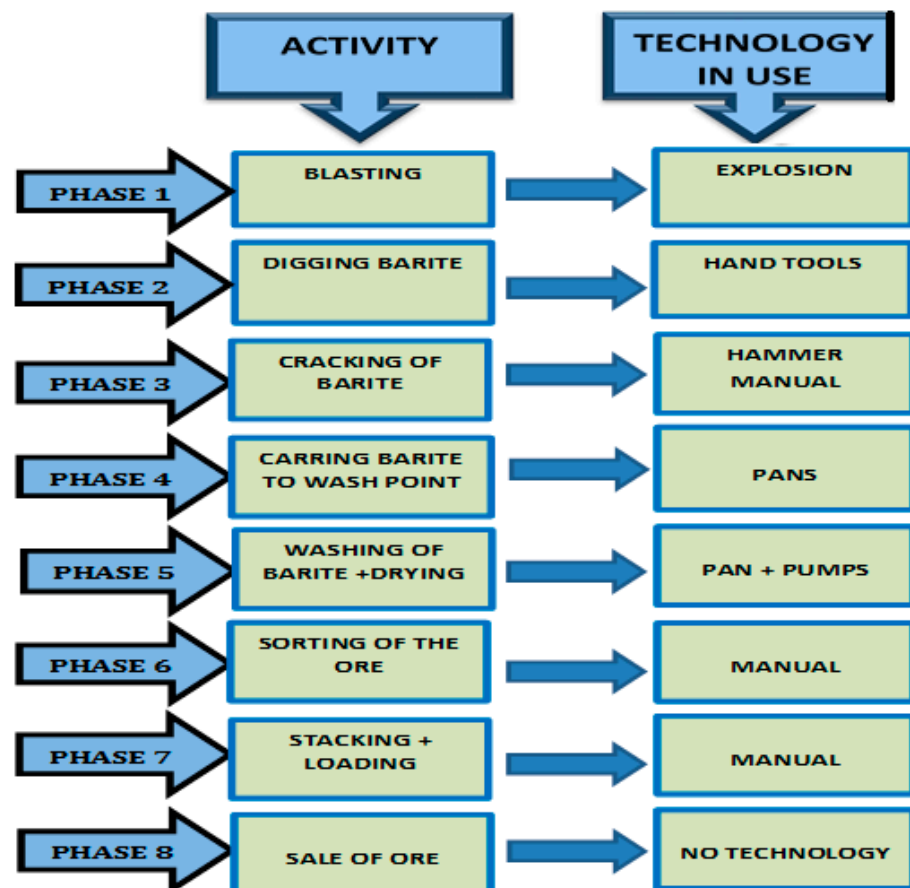 ACTIVITY
TECHNOLOGY
IN USE
PHASE 1
BLASTING
EXPLOSION
PHASE 2
DIGGING BARITE
HAND TOOLS
PHASE 3
CRACKING OF
BARITE
HAMMER
MANUAL
PHASE 4
CARRING BARITE
TO WASH POINT
PANS
PHASE 5
WASHING OF
BARITE +DRYING
PAN + PUMPS
PHASE 6
SORTING OF THE
ORE
MANUAL
PHASE 7
STACKING +
LOADING
MANUAL
PHASE 8
SALE OF ORE
NO TECHNOLOGY